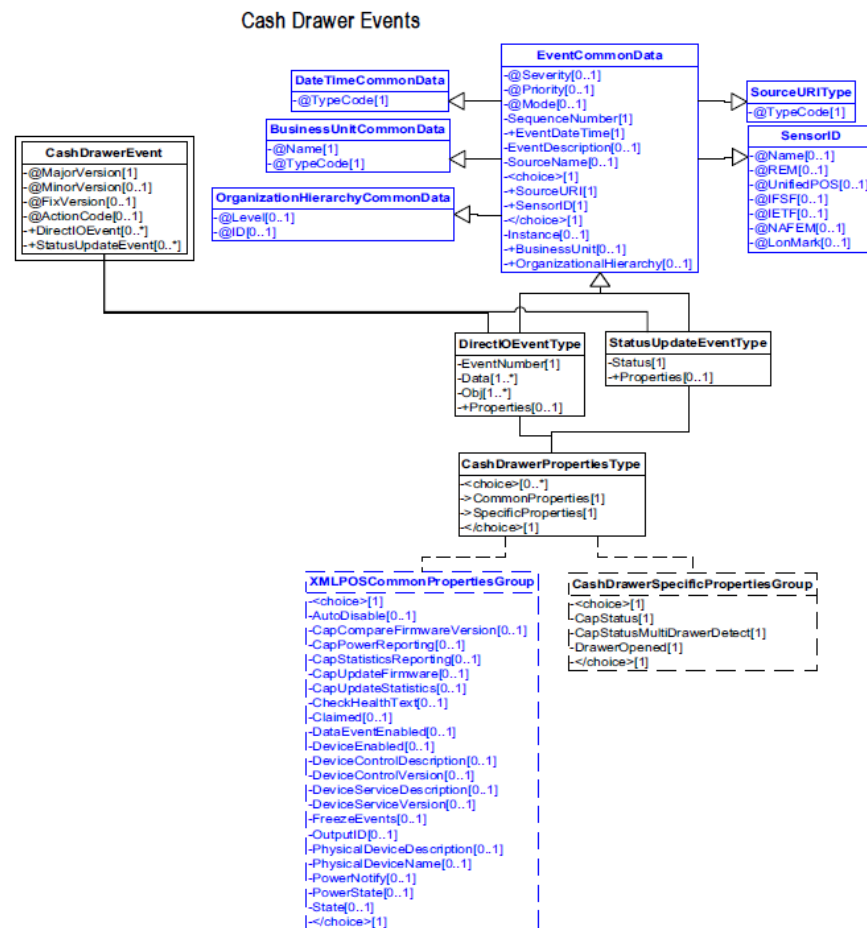 Cash Drawer Events
EventCommonData
-@Severity[0..1]
-@Priority[0..1]
-@Mode[0..1]
-SequenceNumber[1]
-+EventDateTime[1]
-EventDescription[0..1]
-SourceName[0..1]
-<choice>[1]
-+SourceURI[1]
-+SensorID[1]
-</choice>[1]
-Instance[0..1]
-+BusinessUnit[0..1]
-+OrganizationalHierarchy[0..1]
DateTimeCommonData
-@TypeCode[1]
BusinessUnitCommonData
-@Name[1]
-@TypeCode[1]
OrganizationHierarchyCommonData
-@Level[0..1]
-@ID[0..1]
SourceURIType
-@TypeCode[1]
SensorID
-@Name[0..1]
-@REM[0..1]
-@UnifiedPOS[0..1]
-@IFSF[0..1]
-@IETF[0..1]
-@NAFEM[0..1]
-@LonMark[0..1]
CashDrawerEvent
-@MajorVersion[1]
-@MinorVersion[0..1]
-@FixVersion[0..1]
-@ActionCode[0..1]
-+DirectIOEvent[0..*]
-+StatusUpdateEvent[0..*]
DirectIOEventType
-EventNumber[1]
-Data[1..*]
-Obj[1..*]
-+Properties[0..1]
StatusUpdateEventType
-Status[1]
-+Properties[0..1]
CashDrawerPropertiesType
-<choice>[0..*]
->CommonProperties[1]
->SpecificProperties[1]
-</choice>[1]
XMLPOSCommonPropertiesGroup
-<choice>[1]
-AutoDisable[0..1]
-CapCompareFirmwareVersion[0..1]
-CapPowerReporting[0..1]
-CapStatisticsReporting[0..1]
-CapUpdateFirmware[0..1]
-CapUpdateStatistics[0..1]
-CheckHealthText[0..1]
-Claimed[0..1]
-DataEventEnabled[0..1]
-DeviceEnabled[0..1]
-DeviceControlDescription[0..1]
-DeviceControlVersion[0..1]
-DeviceServiceDescription[0..1]
-DeviceServiceVersion[0..1]
-FreezeEvents[0..1]
-OutputID[0..1]
-PhysicalDeviceDescription[0..1]
-PhysicalDeviceName[0..1]
-PowerNotify[0..1]
-PowerState[0..1]
-State[0..1]
-</choice>[1]
CashDrawerSpecificPropertiesGroup
-<choice>[1]
-CapStatus[1]
-CapStatusMultiDrawerDetect[1]
-DrawerOpened[1]
-</choice>[1]